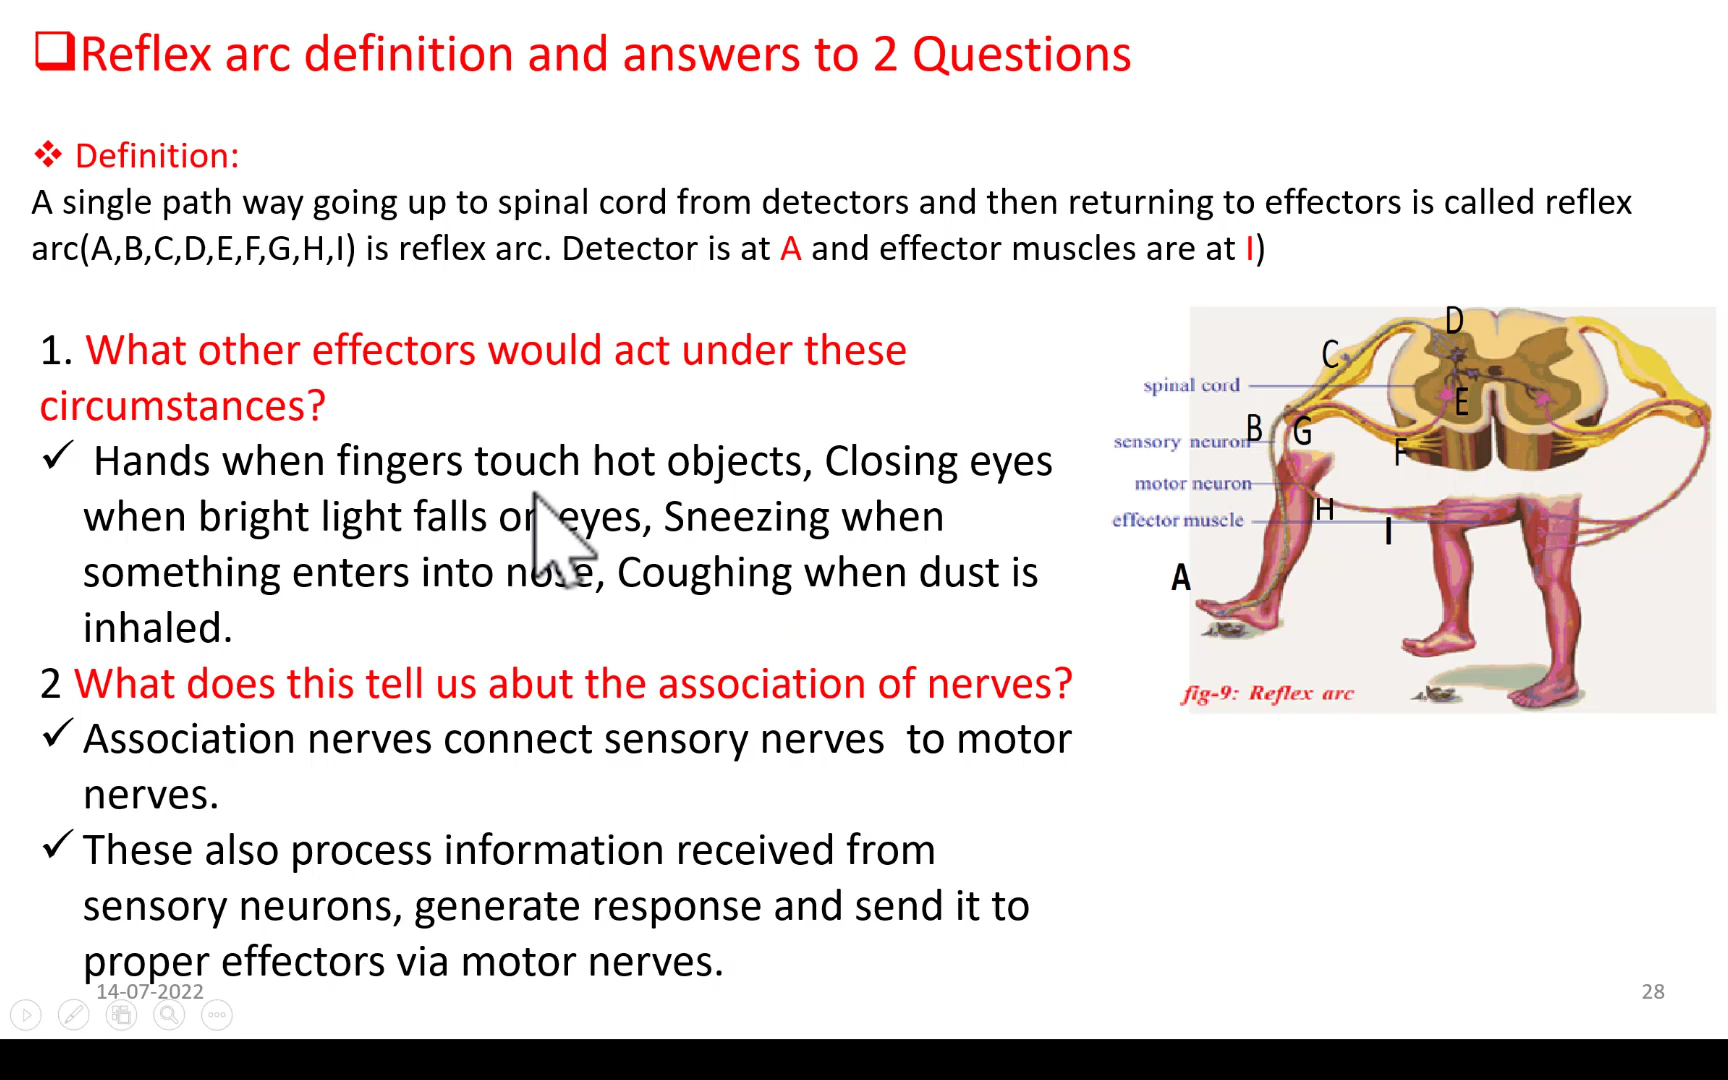 Reflex arc definition and answers to 2 Questions
Definition:
A single path way going up to spinal cord from detectors and then returning to effectors is called reflex
arc(A,B,C,D,E,F,G,H,I) is reflex arc. Detector is at A and effector muscles are at I)
1. What other effectors would act under these
circumstances?
✓ Hands when fingers touch hot objects, Closing eyes
when bright light falls on eyes, Sneezing when
something enters into nose, Coughing when dust is
inhaled.
2 What does this tell us abut the association of nerves?
✓ Association nerves connect sensory nerves to motor
nerves.
✓ These also process information received from
sensory neurons, generate response and send it to
proper effectors via motor nerves.
D
C
spinal cord
E
B
G
sensory neuron
F
motor neuron
H
effector muscle
I
A
fig-9: Reflex arc
14-07-2022
28